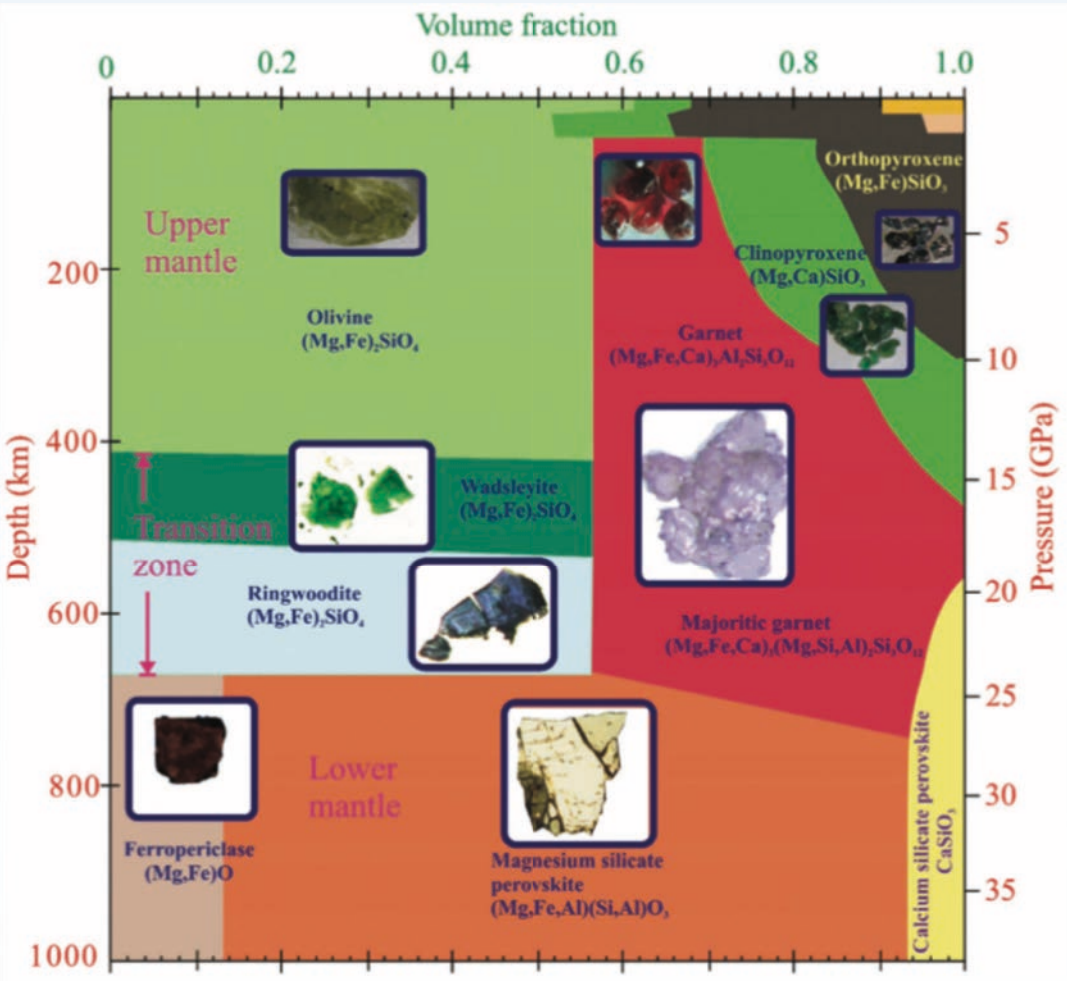 Volume fraction
0 0.2 0.4 0.6 0.8 1.0
Depth (km)
200
400
600
800
1000
Pressure (GPa)
5
10
15
20
25
30
35
Upper
mantle
Olivine
(Mg,Fe)₂SiO₄
Orthopyroxene
(Mg,Fe)SiO₃
Clinopyroxene
(Mg,Ca)SiO₃
Garnet
(Mg,Fe,Ca)₃Al₂Si₃O₁₂
Transition
zone
Wadsleyite
(Mg,Fe)₂SiO₄
Ringwoodite
(Mg,Fe)₂SiO₄
Majoritic garnet
(Mg,Fe,Ca)₃(Mg,Si,Al)₂Si₃O₁₂
Lower
mantle
Ferropericlase
(Mg,Fe)O
Magnesium silicate
perovskite
(Mg,Fe,Al)(Si,Al)O₃
Calcium silicate perovskite
CaSiO₃